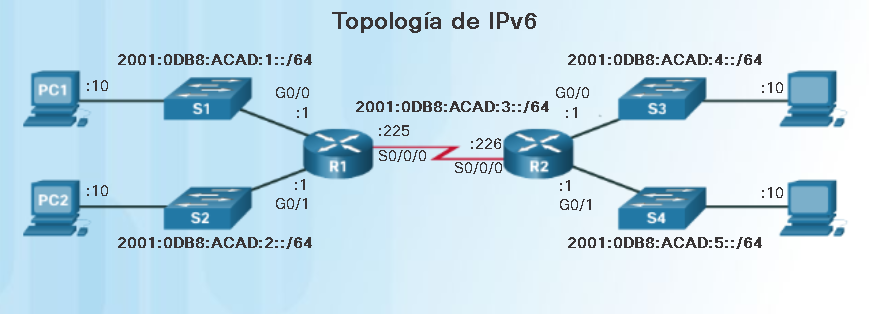 Topología de IPv6
2001:0DB8:ACAD:1::/64
2001:0DB8:ACAD:4::/64
PC1
:10
S1
G0/0
:1
2001:0DB8:ACAD:3::/64
G0/0
:1
S3
:10
:225
S0/0/0
R1
:226
S0/0/0
R2
PC2
:10
S2
:1
G0/1
:1
G0/1
S4
:10
2001:0DB8:ACAD:2::/64
2001:0DB8:ACAD:5::/64